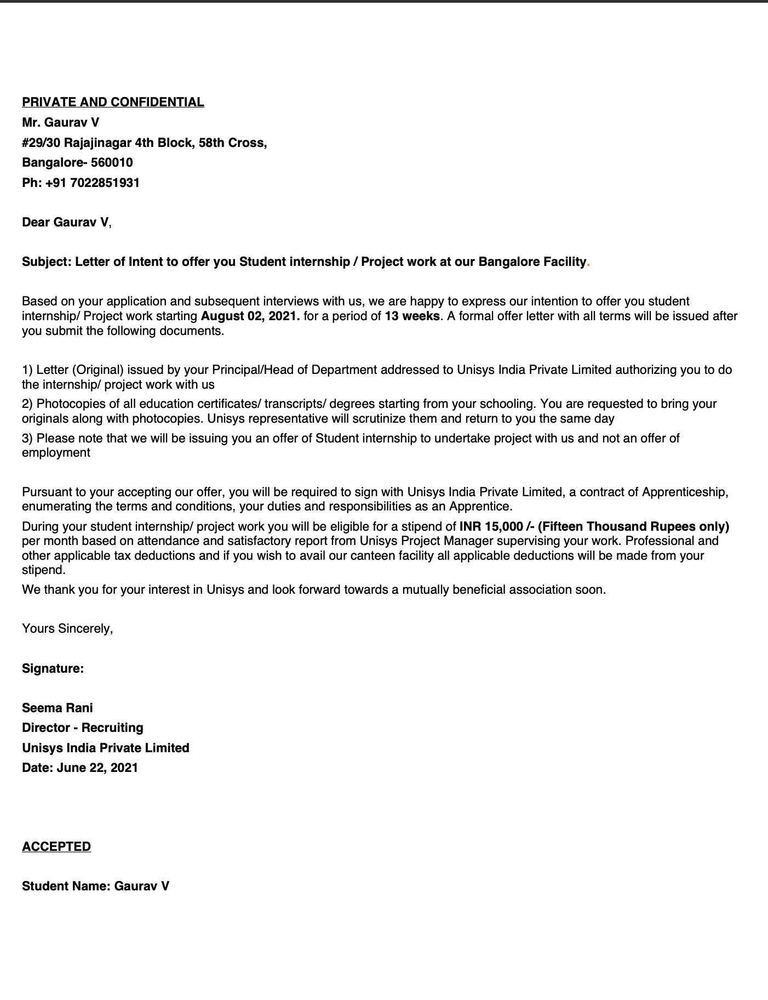 PRIVATE AND CONFIDENTIAL
Mr. Gaurav V
#29/30 Rajajinagar 4th Block, 58th Cross,
Bangalore- 560010
Ph: +91 7022851931
Dear Gaurav V,
Subject: Letter of Intent to offer you Student internship / Project work at our Bangalore Facility.
Based on your application and subsequent interviews with us, we are happy to express our intention to offer you student
internship/ Project work starting August 02, 2021. for a period of 13 weeks. A formal offer letter with all terms will be issued after
you submit the following documents.
1) Letter (Original) issued by your Principal/Head of Department addressed to Unisys India Private Limited authorizing you to do
the internship/ project work with us
2) Photocopies of all education certificates/ transcripts/ degrees starting from your schooling. You are requested to bring your
originals along with photocopies. Unisys representative will scrutinize them and return to you the same day
3) Please note that we will be issuing you an offer of Student internship to undertake project with us and not an offer of
employment
Pursuant to your accepting our offer, you will be required to sign with Unisys India Private Limited, a contract of Apprenticeship,
enumerating the terms and conditions, your duties and responsibilities as an Apprentice.
During your student internship/ project work you will be eligible for a stipend of INR 15,000 /- (Fifteen Thousand Rupees only)
per month based on attendance and satisfactory report from Unisys Project Manager supervising your work. Professional and
other applicable tax deductions and if you wish to avail our canteen facility all applicable deductions will be made from your
stipend.
We thank you for your interest in Unisys and look forward towards a mutually beneficial association soon.
Yours Sincerely,
Signature:
Seema Rani
Director - Recruiting
Unisys India Private Limited
Date: June 22, 2021
ACCEPTED
Student Name: Gaurav V